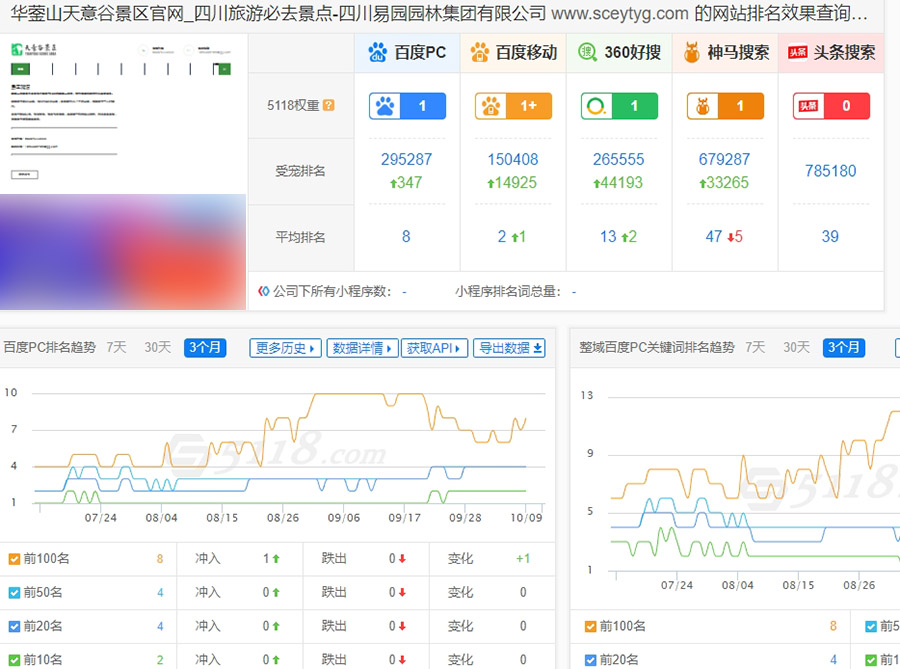 华蓥山天意谷景区官网_四川旅游必去景点-四川易园园林集团有限公司 www.sceytyg.com 的网站排名效果查询…
百度PC 百度移动 360好搜 神马搜索 头条 头条搜索
5118权重 ? 1 1+ 1 1 头条 0
受宠排名 295287 150408 265555 679287 785180
↑347 ↑14925 ↑44193 ↑33265
平均排名 8 2 ↑1 13 ↑2 47 ↓5 39
公司下所有小程序数: - 小程序排名词总量: -
百度PC排名趋势 7天 30天 3个月 更多历史 数据详情 获取API 导出数据
10
7
4
1
5118.com
07/24 08/04 08/15 08/26 09/06 09/17 09/28 10/09
前100名 8 冲入 1↑ 跌出 0↓ 变化 +1
前50名 4 冲入 0↑ 跌出 0↓ 变化 0
前20名 4 冲入 0↑ 跌出 0↓ 变化 0
前10名 2 冲入 0↑ 跌出 0↓ 变化 0
整域百度PC关键词排名趋势 7天 30天 3个月
13
9
5
1
5118
07/24 08/04 08/15 08/26
前100名 8 前5
前20名 4 前1